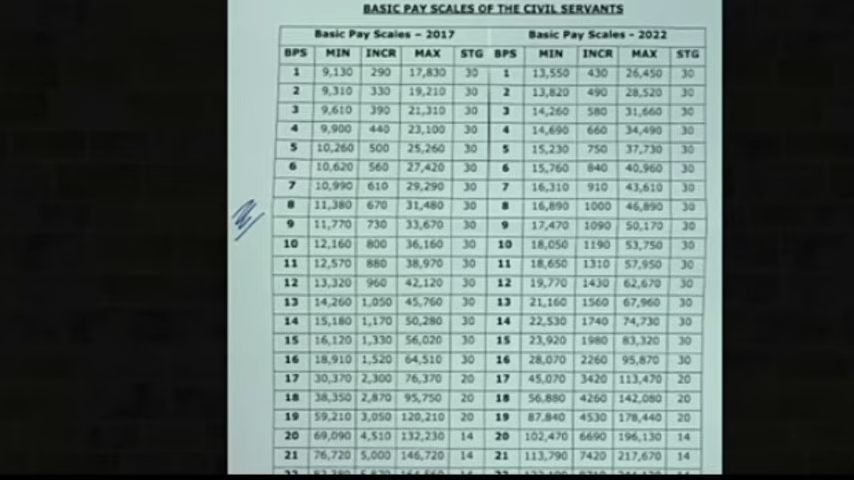 BASIC PAY SCALES OF THE CIVIL SERVANTS
Basic Pay Scales – 2017 Basic Pay Scales - 2022
BPS MIN INCR MAX STG BPS MIN INCR MAX STG
1 9,130 290 17,830 30 1 13,550 430 26,450 30
2 9,310 330 19,210 30 2 13,820 490 28,520 30
3 9,610 390 21,310 30 3 14,260 580 31,660 30
4 9,900 440 23,100 30 4 14,690 660 34,490 30
5 10,260 500 25,260 30 5 15,230 750 37,730 30
6 10,620 560 27,420 30 6 15,760 840 40,960 30
7 10,990 610 29,290 30 7 16,310 910 43,610 30
8 11,380 670 31,480 30 8 16,890 1000 46,890 30
9 11,770 730 33,670 30 9 17,470 1090 50,170 30
10 12,160 800 36,160 30 10 18,050 1190 53,750 30
11 12,570 880 38,970 30 11 18,650 1310 57,950 30
12 13,320 960 42,120 30 12 19,770 1430 62,670 30
13 14,260 1,050 45,760 30 13 21,160 1560 67,960 30
14 15,180 1,170 50,280 30 14 22,530 1740 74,730 30
15 16,120 1,330 56,020 30 15 23,920 1980 83,320 30
16 18,910 1,520 64,510 30 16 28,070 2260 95,870 30
17 30,370 2,300 76,370 20 17 45,070 3420 113,470 20
18 38,350 2,870 95,750 20 18 56,880 4260 142,080 20
19 59,210 3,050 120,210 20 19 87,840 4530 178,440 20
20 69,090 4,510 132,230 14 20 102,470 6690 196,130 14
21 76,720 5,000 146,720 14 21 113,790 7420 217,670 14